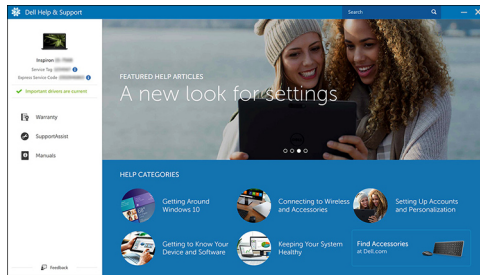 Dell Help & Support
Search
Inspiron
Service Tag:
Express Service Code:
Important drivers are current
Warranty
SupportAssist
Manuals
Feedback
FEATURED HELP ARTICLES
A new look for settings
HELP CATEGORIES
Getting Around
Windows 10
Connecting to Wireless
and Accessories
Setting Up Accounts
and Personalization
Getting to Know Your
Device and Software
Keeping Your System
Healthy
Find Accessories
at Dell.com